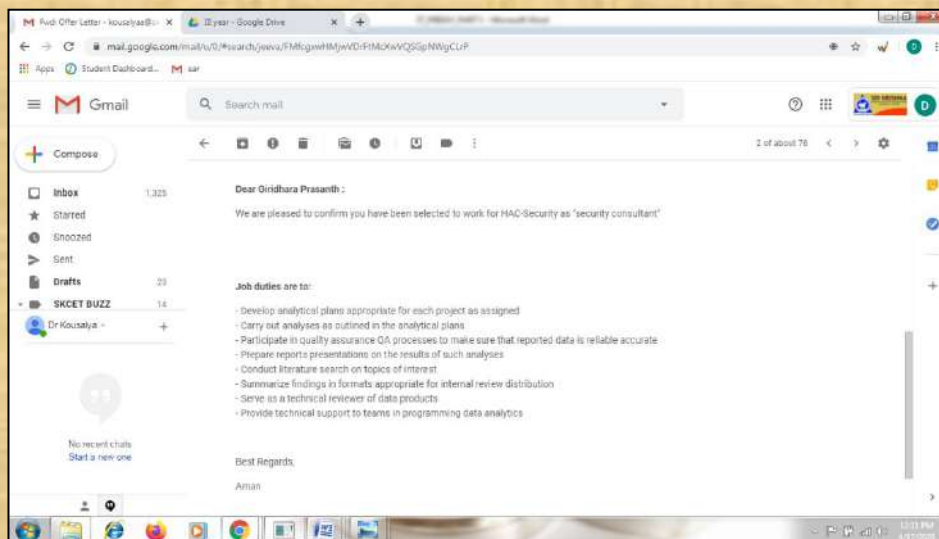 Fwd: Offer Letter - kousalyaa@s
III year - Google Drive
mail.google.com/mail/u/0/#search/jeeva/
Apps
Student Dashboard...
sar
Gmail
Search mail
D
Compose
2 of about 76
Inbox 1,325
Starred
Snoozed
Sent
Drafts 23
SKCET BUZZ 14
Dr Kousalya
No recent chats
Start a new one
Dear Giridhara Prasanth :
We are pleased to confirm you have been selected to work for HAC-Security as "security consultant"
Job duties are to:
- Develop analytical plans appropriate for each project as assigned
- Carry out analyses as outlined in the analytical plans
- Participate in quality assurance QA processes to make sure that reported data is reliable accurate
- Prepare reports presentations on the results of such analyses
- Conduct literature search on topics of interest
- Summarize findings in formats appropriate for internal review distribution
- Serve as a technical reviewer of data products
- Provide technical support to teams in programming data analytics
Best Regards,
Aman